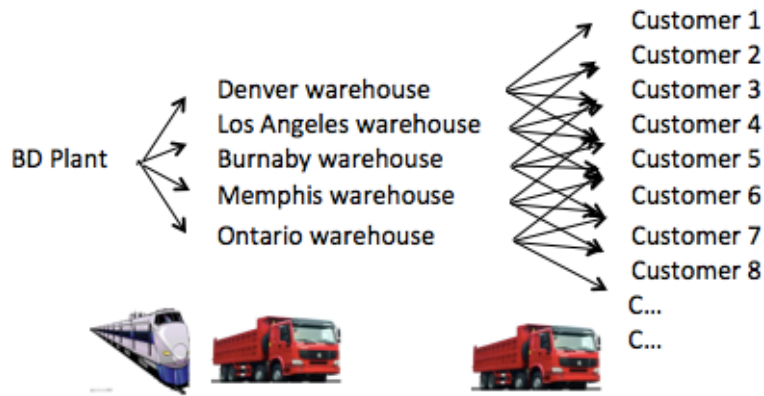 BD Plant
Denver warehouse
Los Angeles warehouse
Burnaby warehouse
Memphis warehouse
Ontario warehouse
Customer 1
Customer 2
Customer 3
Customer 4
Customer 5
Customer 6
Customer 7
Customer 8
C...
C...